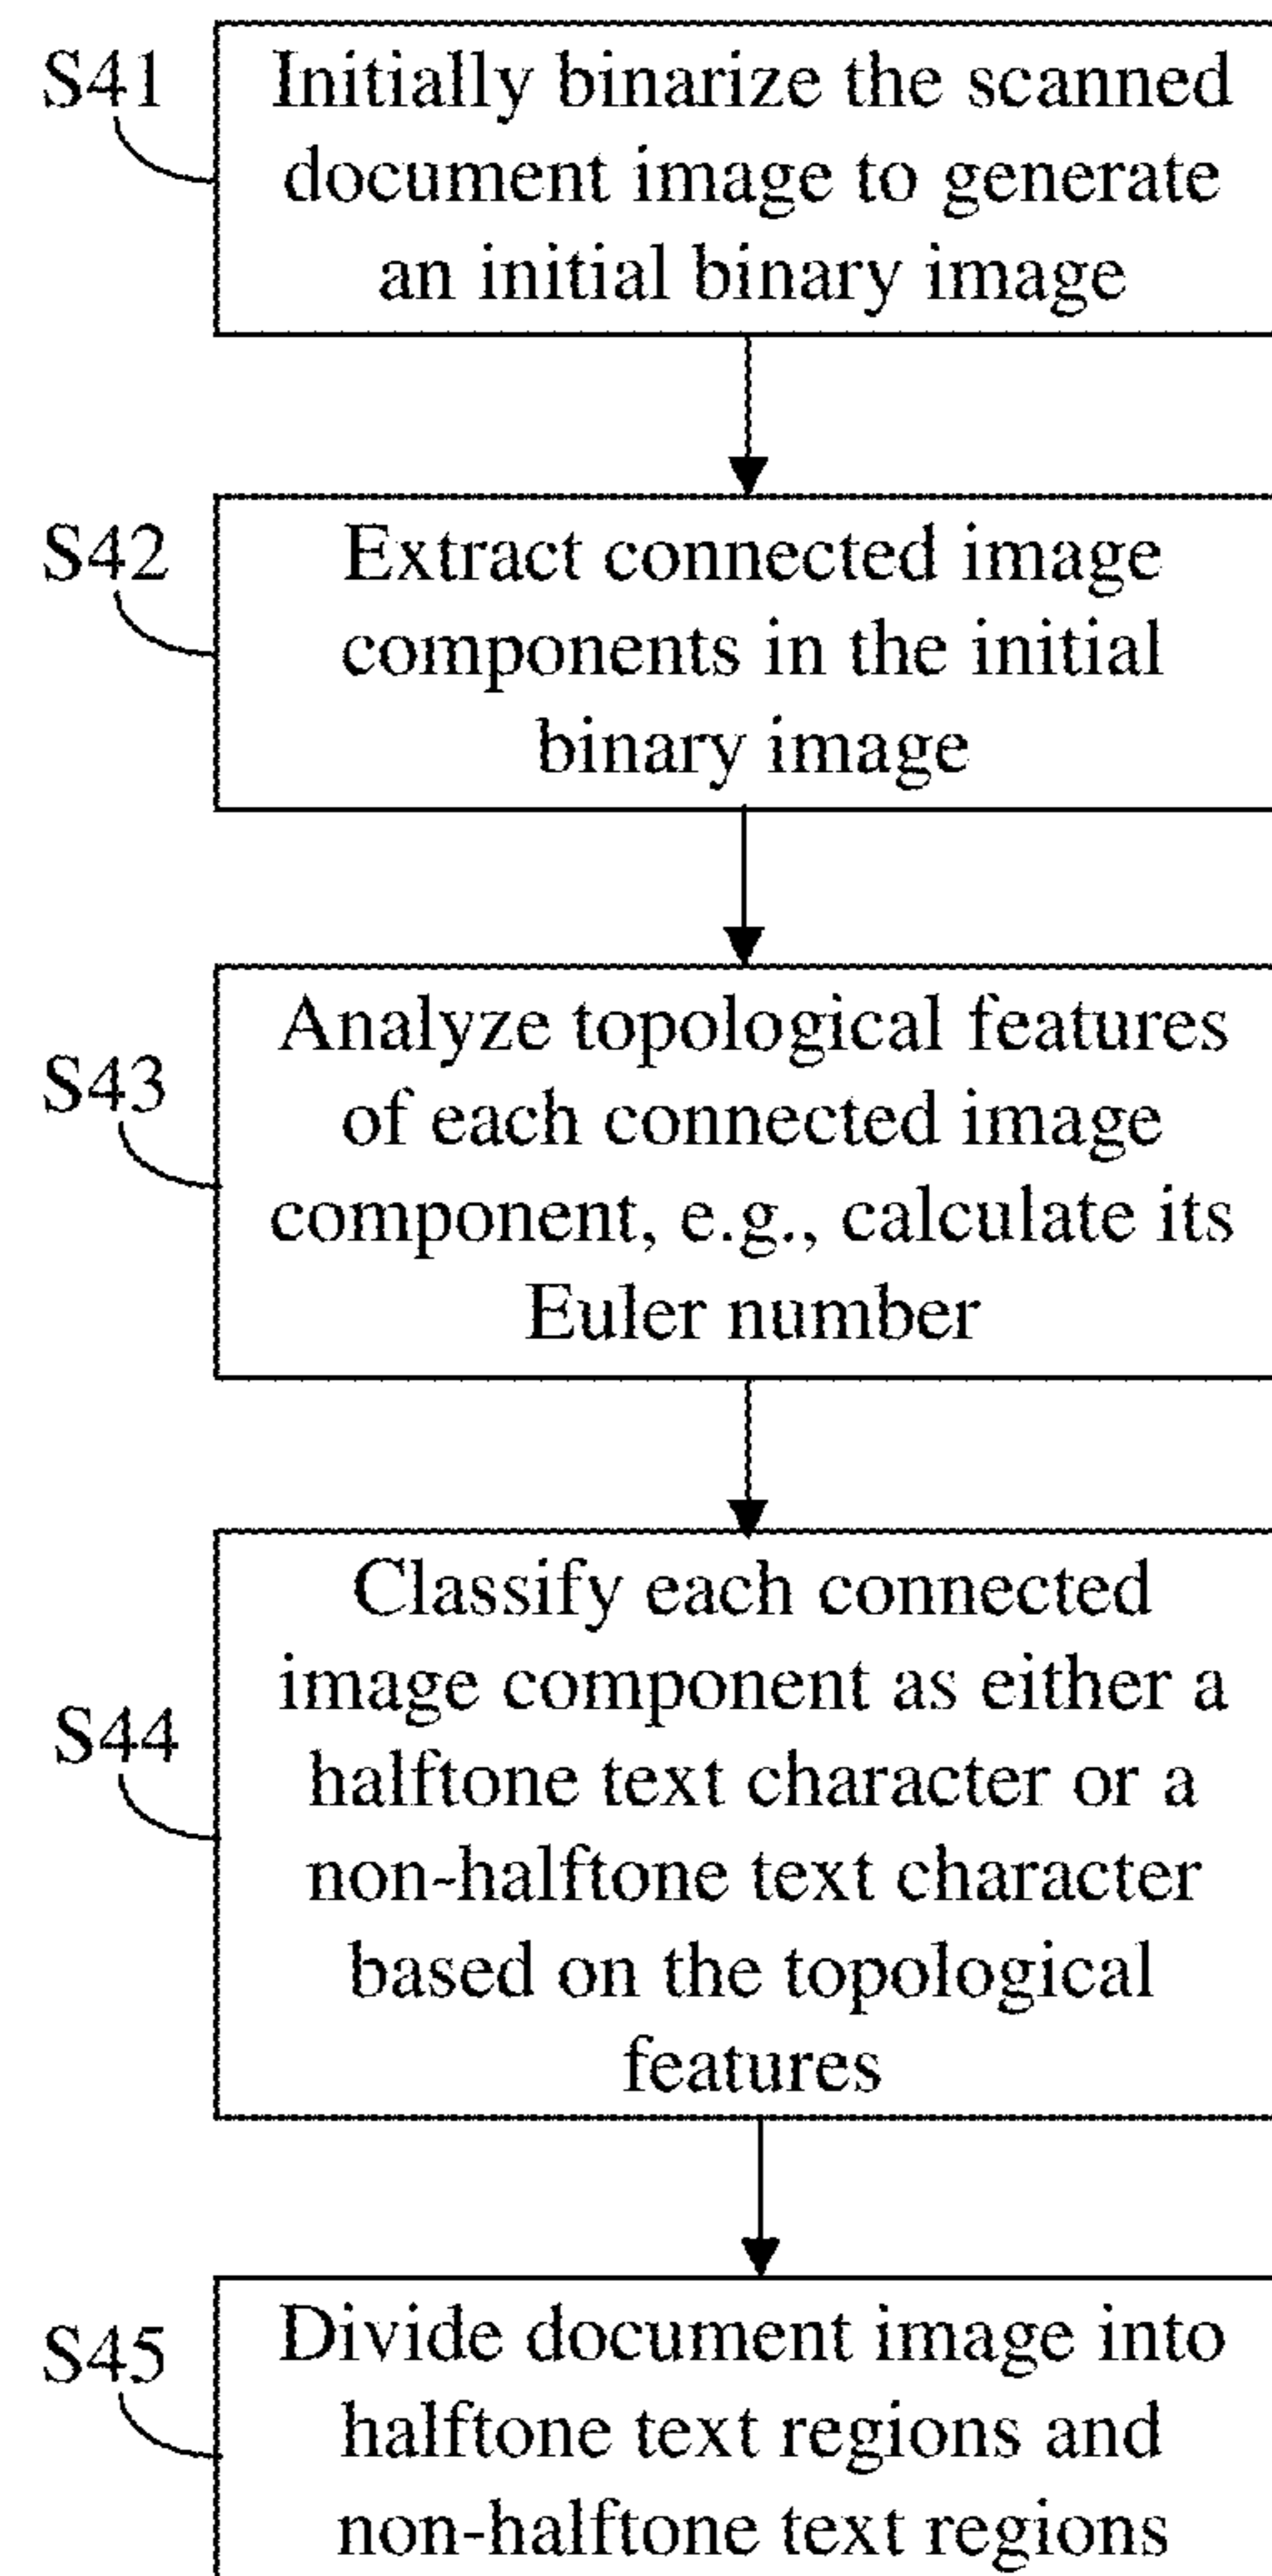 S41
Initially binarize the scanned
document image to generate
an initial binary image
S42
Extract connected image
components in the initial
binary image
S43
Analyze topological features
of each connected image
component, e.g., calculate its
Euler number
S44
Classify each connected
image component as either a
halftone text character or a
non-halftone text character
based on the topological
features
S45
Divide document image into
halftone text regions and
non-halftone text regions